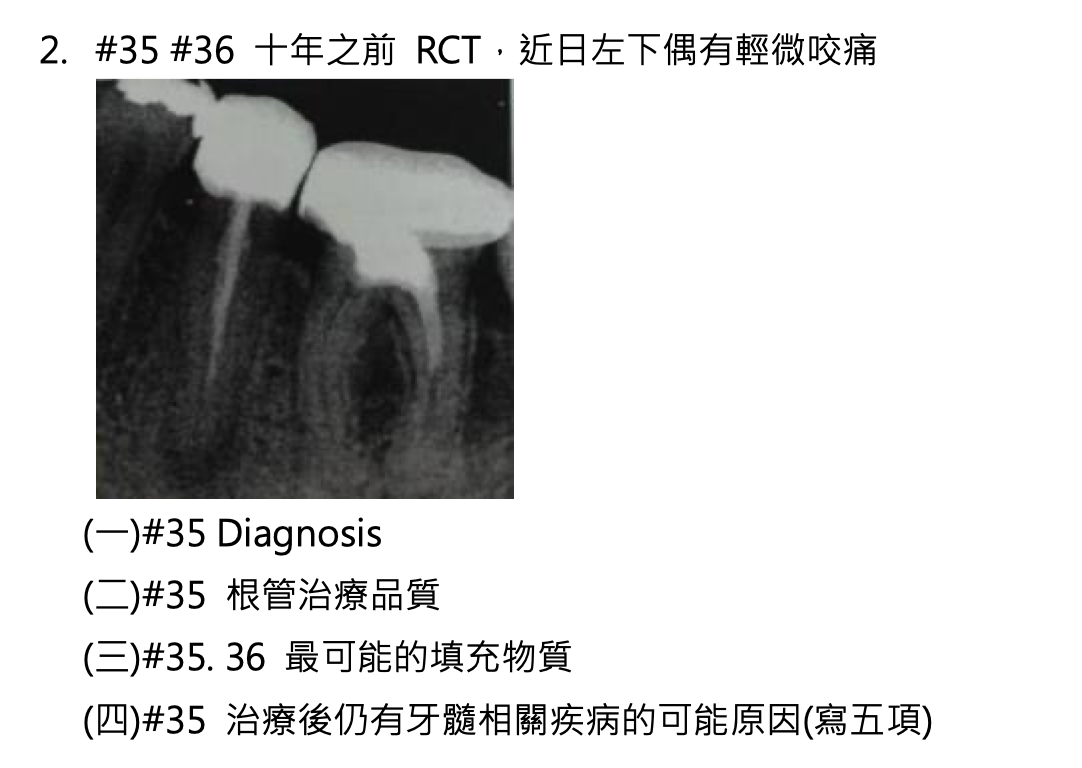 2. #35 #36 十年之前 RCT，近日左下偶有輕微咬痛
(一)#35 Diagnosis
(二)#35 根管治療品質
(三)#35. 36 最可能的填充物質
(四)#35 治療後仍有牙髓相關疾病的可能原因(寫五項)